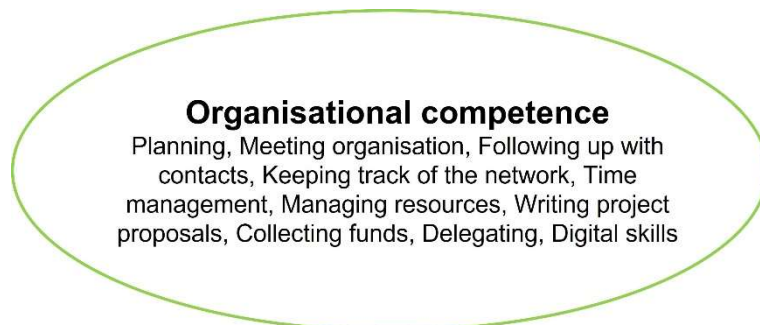 Organisational competence
Planning, Meeting organisation, Following up with
contacts, Keeping track of the network, Time
management, Managing resources, Writing project
proposals, Collecting funds, Delegating, Digital skills